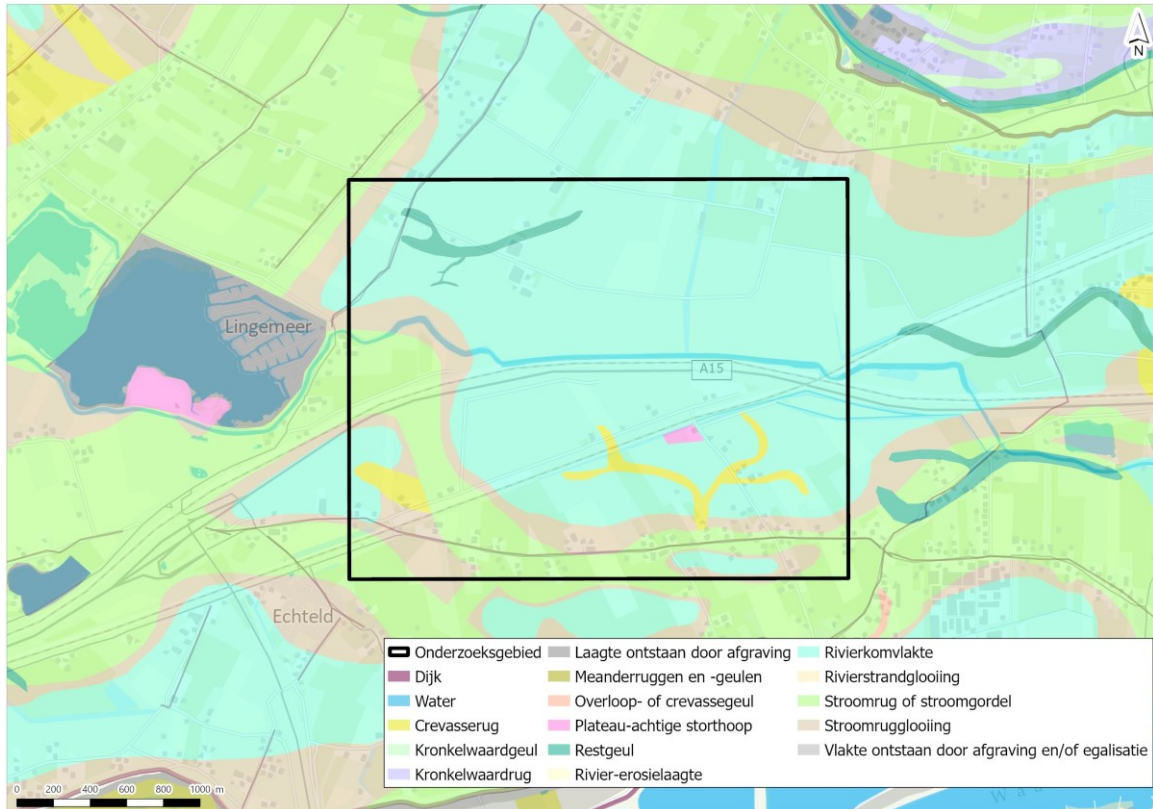 N
Lingemeer
A15
Echteld
Onderzoeksgebied
Dijk
Water
Crevasserug
Kronkelwaardgeul
Kronkelwaardrug
Laagte ontstaan door afgraving
Meanderruggen en -geulen
Overloop- of crevassegeul
Plateau-achtige storthoop
Restgeul
Rivier-erosielaagte
Rivierkomvlakte
Rivierstrandglooiing
Stroomrug of stroomgordel
Stroomrugglooiing
Vlakte ontstaan door afgraving en/of egalisatie
0 200 400 600 800 1000 m